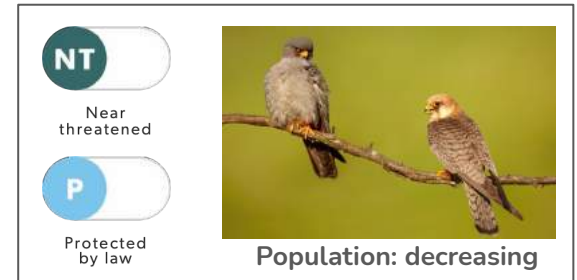 NT
Near
threatened
P
Protected
by law
Population: decreasing